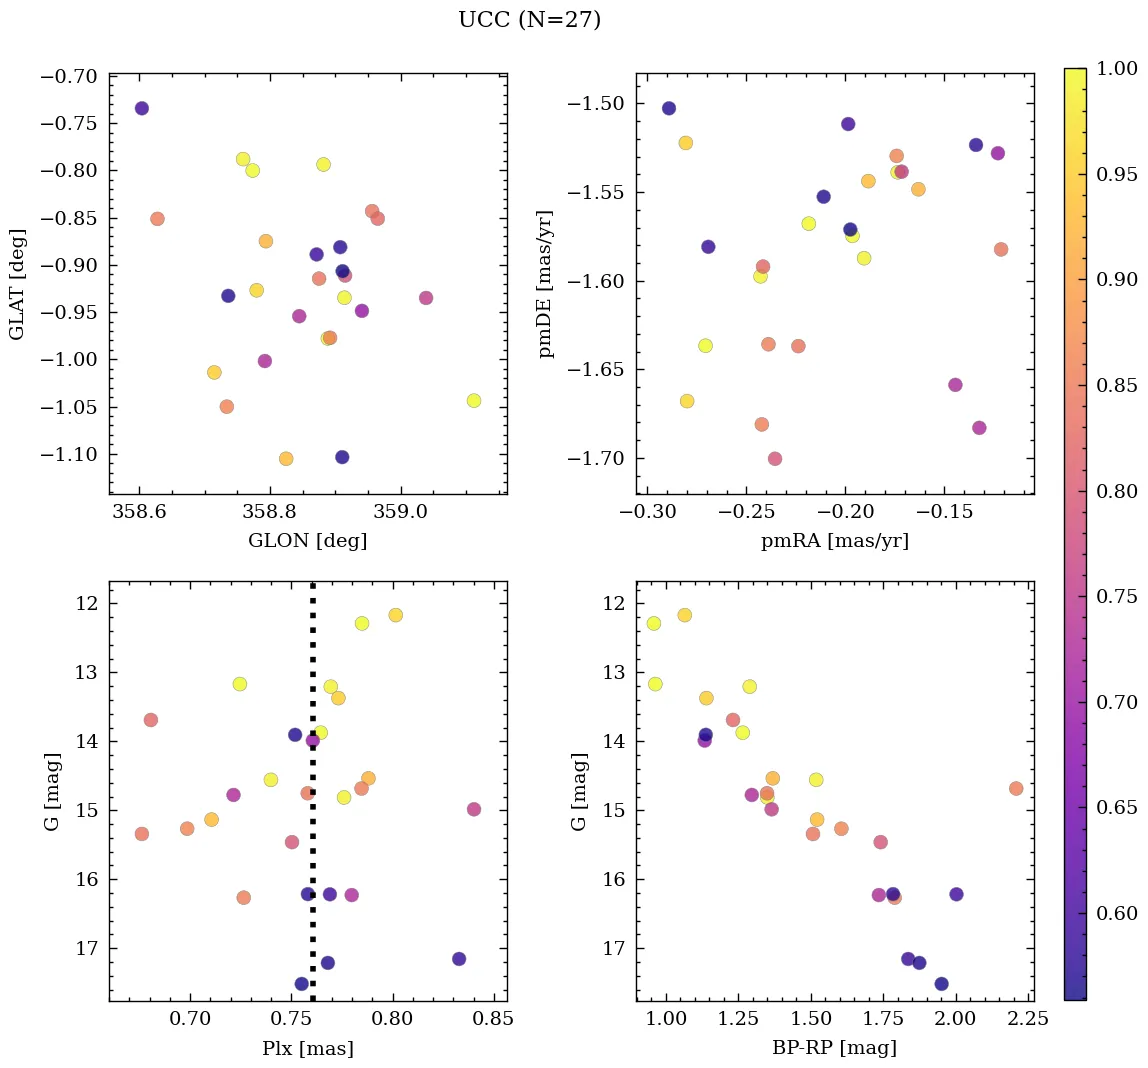 UCC (N=27)
−0.70
−0.75
−0.80
−0.85
−0.90
−0.95
−1.00
−1.05
−1.10
GLAT [deg]
358.6 358.8 359.0
GLON [deg]
−1.50
−1.55
−1.60
−1.65
−1.70
pmDE [mas/yr]
−0.30 −0.25 −0.20 −0.15
pmRA [mas/yr]
12
13
14
15
16
17
G [mag]
0.70 0.75 0.80 0.85
Plx [mas]
12
13
14
15
16
17
G [mag]
1.00 1.25 1.50 1.75 2.00 2.25
BP-RP [mag]
1.00
0.95
0.90
0.85
0.80
0.75
0.70
0.65
0.60